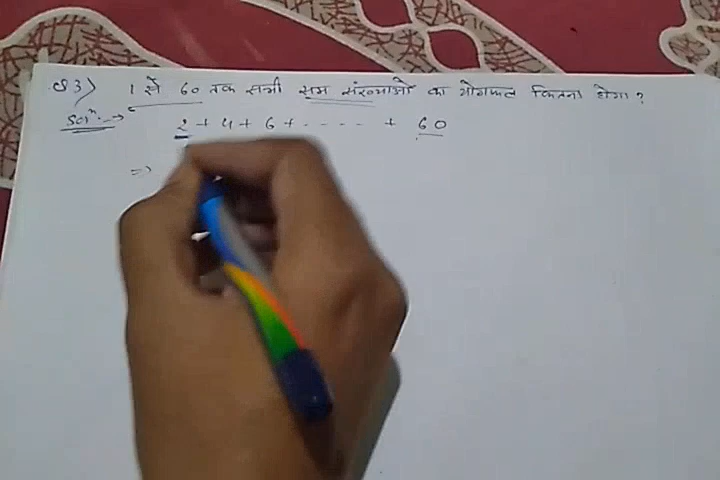 Q3) 1 से 60 तक सभी सम संख्याओं का योगफल कितना होगा?
Solⁿ:-→ 2 + 4 + 6 + - - - - + 60
=>